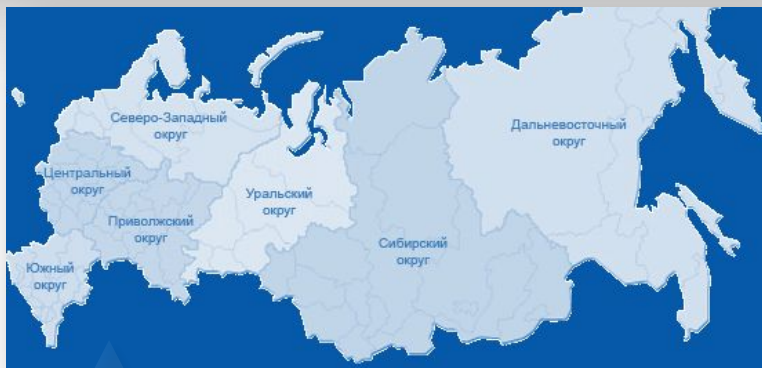 Северо-Западный
округ
Дальневосточный
округ
Центральный
округ
Уральский
округ
Приволжский
округ
Сибирский
округ
Южный
округ